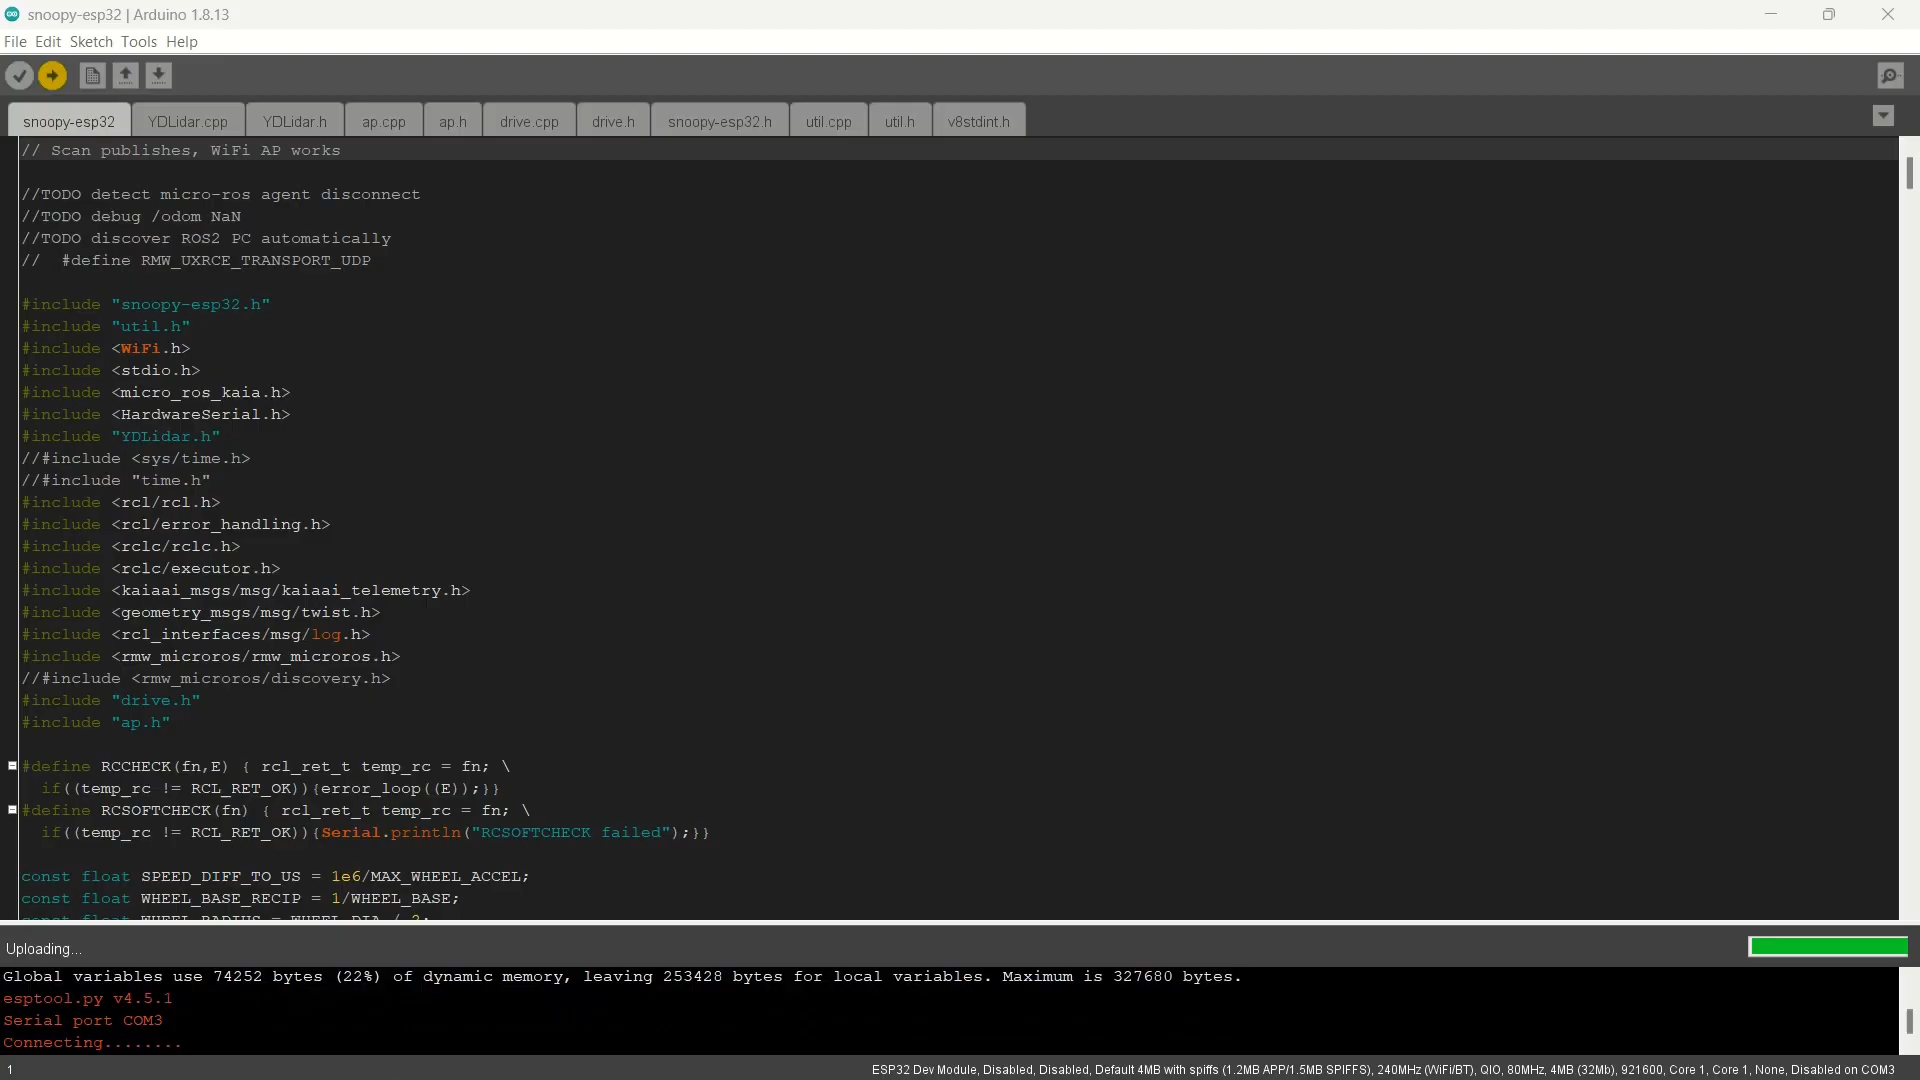 snoopy-esp32 | Arduino 1.8.13
File Edit Sketch Tools Help
snoopy-esp32 YDLidar.cpp YDLidar.h ap.cpp ap.h drive.cpp drive.h snoopy-esp32.h util.cpp util.h v8stdint.h
// Scan publishes, WiFi AP works
//TODO detect micro-ros agent disconnect
//TODO debug /odom NaN
//TODO discover ROS2 PC automatically
//  #define RMW_UXRCE_TRANSPORT_UDP
#include "snoopy-esp32.h"
#include "util.h"
#include <WiFi.h>
#include <stdio.h>
#include <micro_ros_kaia.h>
#include <HardwareSerial.h>
#include "YDLidar.h"
//#include <sys/time.h>
//#include "time.h"
#include <rcl/rcl.h>
#include <rcl/error_handling.h>
#include <rclc/rclc.h>
#include <rclc/executor.h>
#include <kaiaai_msgs/msg/kaiaai_telemetry.h>
#include <geometry_msgs/msg/twist.h>
#include <rcl_interfaces/msg/log.h>
#include <rmw_microros/rmw_microros.h>
//#include <rmw_microros/discovery.h>
#include "drive.h"
#include "ap.h"
#define RCCHECK(fn,E) { rcl_ret_t temp_rc = fn; \
  if((temp_rc != RCL_RET_OK)){error_loop((E));}}
#define RCSOFTCHECK(fn) { rcl_ret_t temp_rc = fn; \
  if((temp_rc != RCL_RET_OK)){Serial.println("RCSOFTCHECK failed");}}
const float SPEED_DIFF_TO_US = 1e6/MAX_WHEEL_ACCEL;
const float WHEEL_BASE_RECIP = 1/WHEEL_BASE;
const float WHEEL_RADIUS = WHEEL_DIA / 2;
Uploading...
Global variables use 74252 bytes (22%) of dynamic memory, leaving 253428 bytes for local variables. Maximum is 327680 bytes.
esptool.py v4.5.1
Serial port COM3
Connecting........
1 ESP32 Dev Module, Disabled, Disabled, Default 4MB with spiffs (1.2MB APP/1.5MB SPIFFS), 240MHz (WiFi/BT), QIO, 80MHz, 4MB (32Mb), 921600, Core 1, Core 1, None, Disabled on COM3